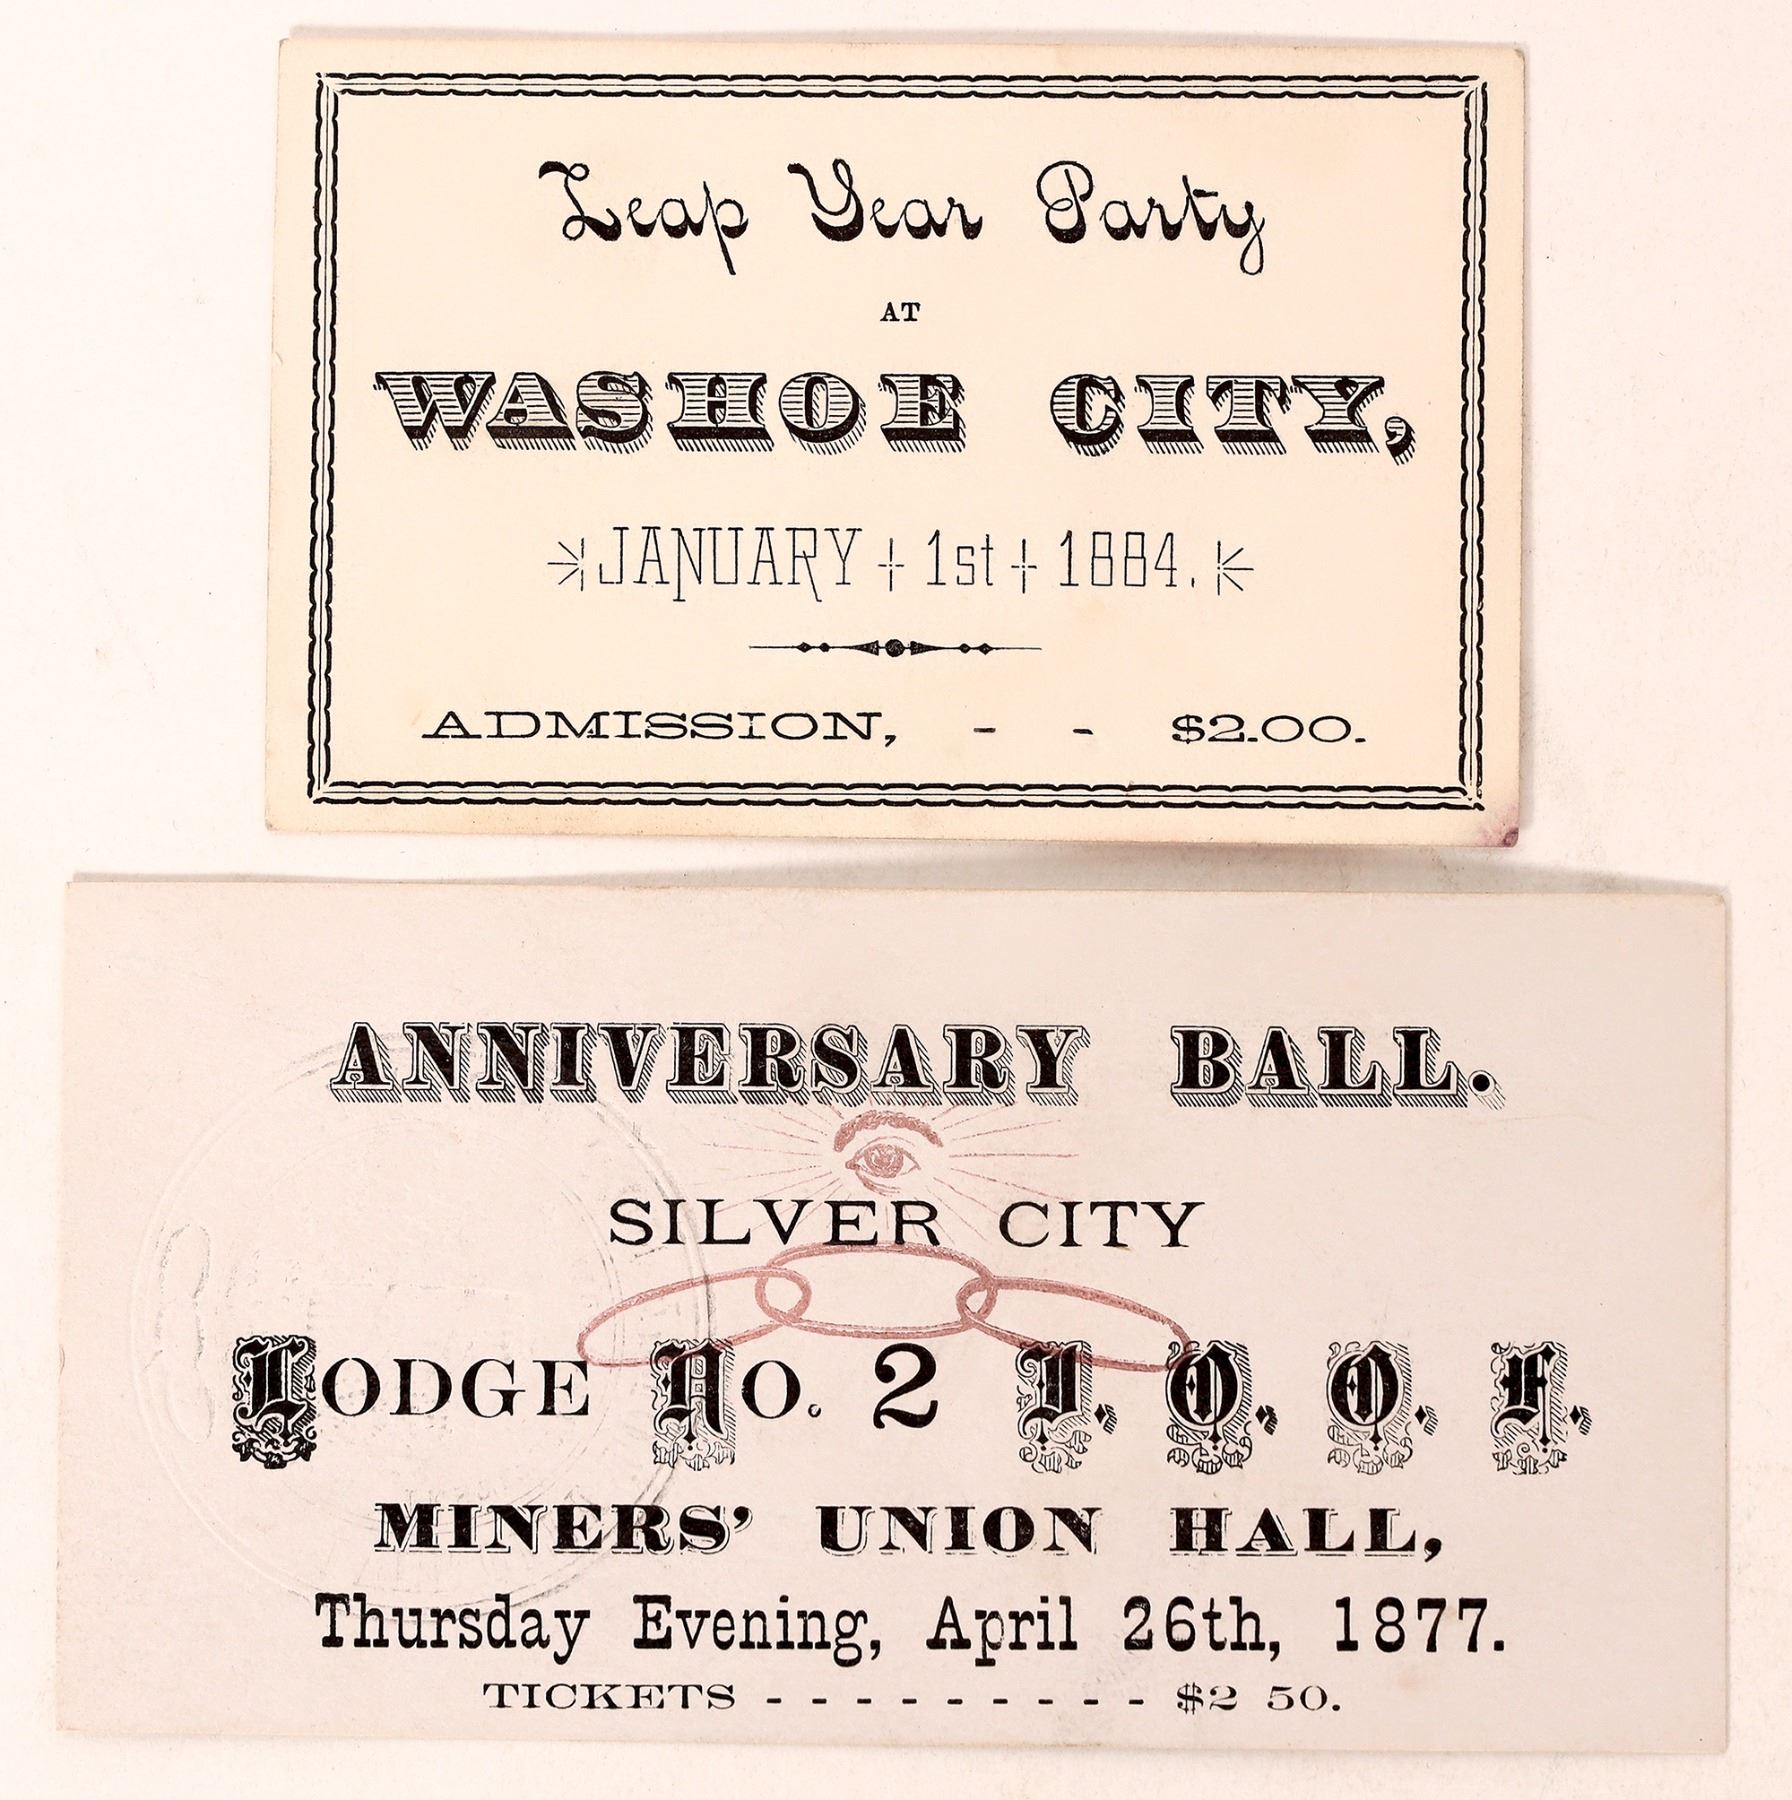 Leap Year Party
AT
WASHOE CITY,
JANUARY 1st 1884.
ADMISSION, - - $2.00.
ANNIVERSARY BALL.
SILVER CITY
LODGE No. 2 I. O. O. F.
MINERS' UNION HALL,
Thursday Evening, April 26th, 1877.
TICKETS - - - - - - - - - - $2 50.